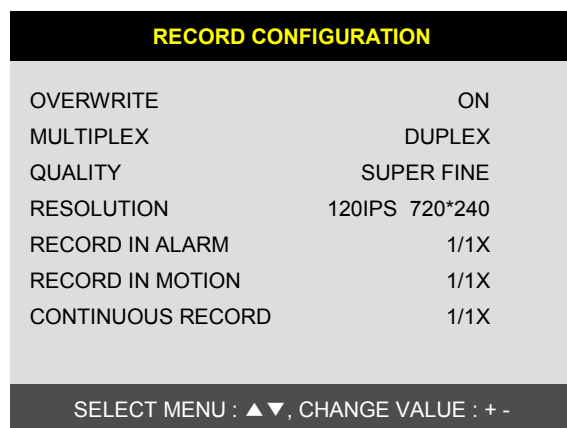 RECORD CONFIGURATION
OVERWRITE ON
MULTIPLEX DUPLEX
QUALITY SUPER FINE
RESOLUTION 120IPS 720*240
RECORD IN ALARM 1/1X
RECORD IN MOTION 1/1X
CONTINUOUS RECORD 1/1X
SELECT MENU : ▲▼, CHANGE VALUE : + -